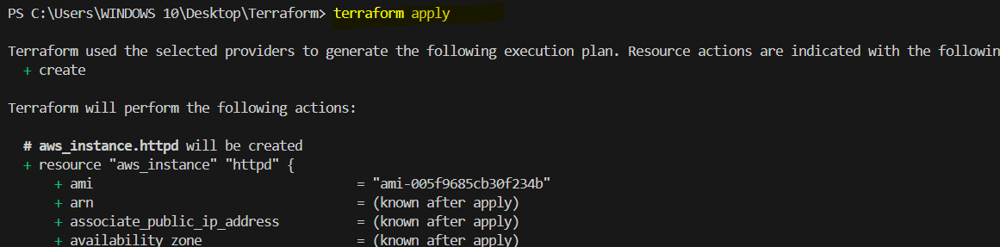 PS C:\Users\WINDOWS 10\Desktop\Terraform> terraform apply
Terraform used the selected providers to generate the following execution plan. Resource actions are indicated with the followin
+ create
Terraform will perform the following actions:
# aws_instance.httpd will be created
+ resource "aws_instance" "httpd" {
+ ami = "ami-005f9685cb30f234b"
+ arn = (known after apply)
+ associate_public_ip_address = (known after apply)
+ availability_zone = (known after apply)